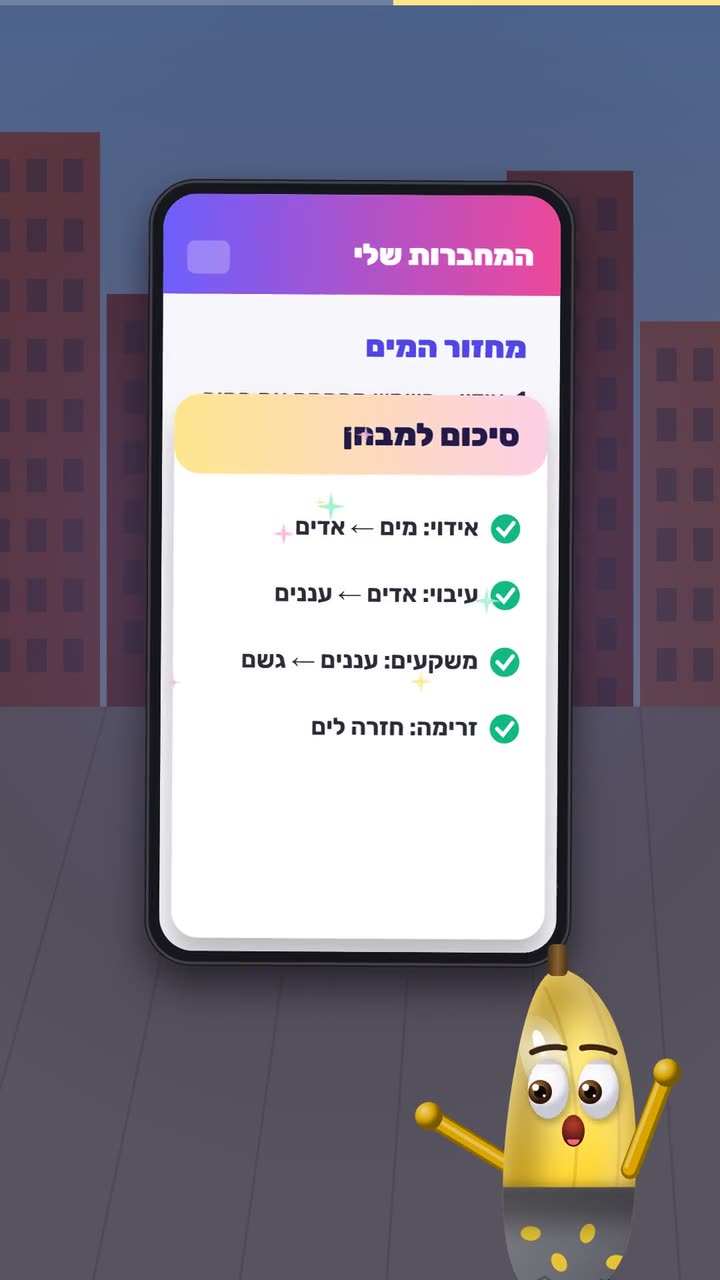 המחברות שלי
מחזור המים
סיכום למבחן
אידוי: מים ← אדים
עיבוי: אדים ← עננים
משקעים: עננים ← גשם
זרימה: חזרה לים